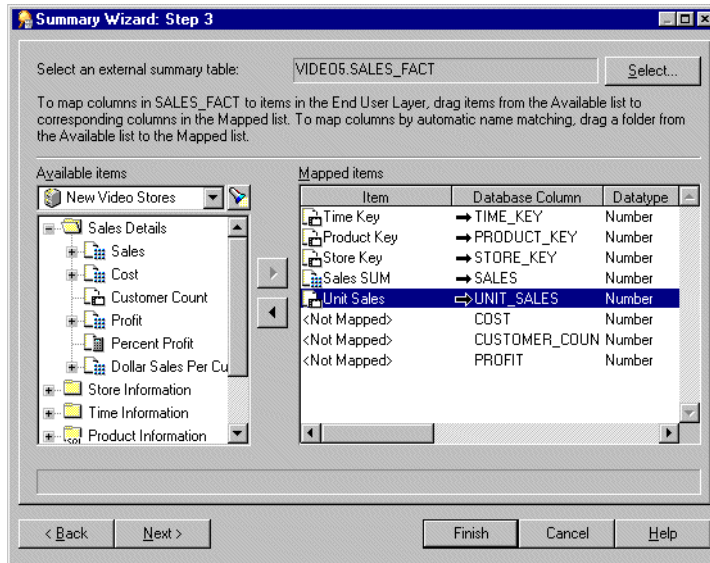 Summary Wizard: Step 3
Select an external summary table: VIDEO5.SALES_FACT Select...
To map columns in SALES_FACT to items in the End User Layer, drag items from the Available list to
corresponding columns in the Mapped list. To map columns by automatic name matching, drag a folder from
the Available list to the Mapped list.
Available items
New Video Stores
Sales Details
Sales
Cost
Customer Count
Profit
Percent Profit
Dollar Sales Per Cu
Store Information
Time Information
Product Information
Mapped items
Item Database Column Datatype
Time Key TIME_KEY Number
Product Key PRODUCT_KEY Number
Store Key STORE_KEY Number
Sales SUM SALES Number
Unit Sales UNIT_SALES Number
<Not Mapped> COST Number
<Not Mapped> CUSTOMER_COUN Number
<Not Mapped> PROFIT Number
< Back Next > Finish Cancel Help